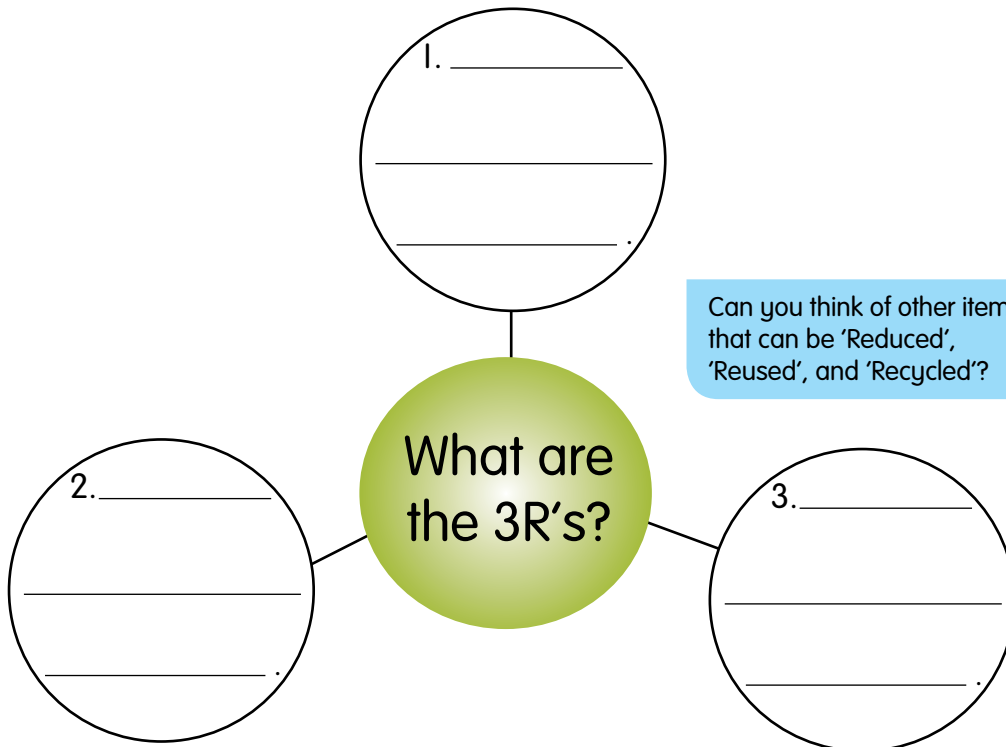 1.
Can you think of other item
that can be 'Reduced',
'Reused', and 'Recycled'?
What are
the 3R's?
2.
3.